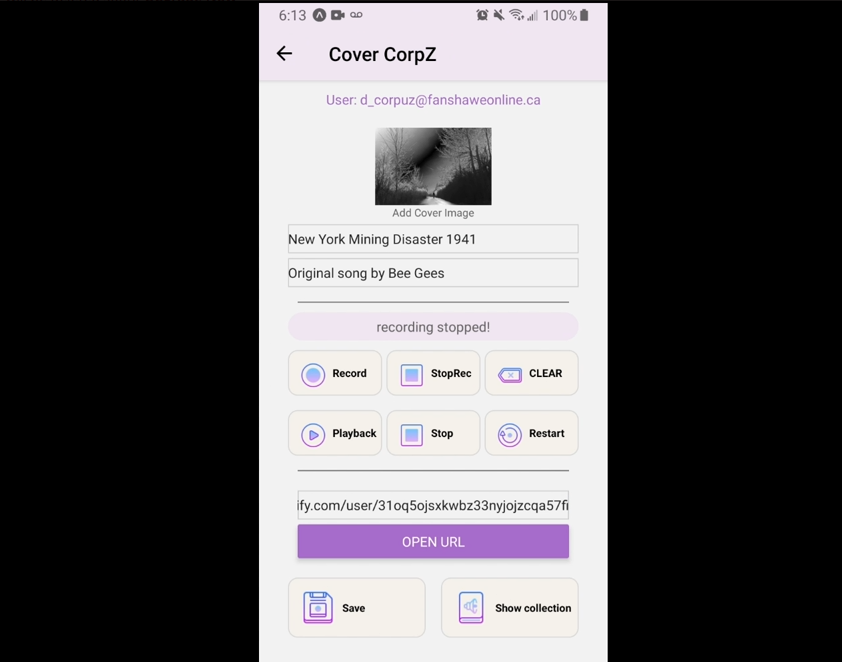 6:13 100%
Cover CorpZ
User: d_corpuz@fanshaweonline.ca
Add Cover Image
New York Mining Disaster 1941
Original song by Bee Gees
recording stopped!
Record StopRec CLEAR
Playback Stop Restart
ify.com/user/31oq5ojsxkwbz33nyjojzcqa57fi
OPEN URL
Save Show collection